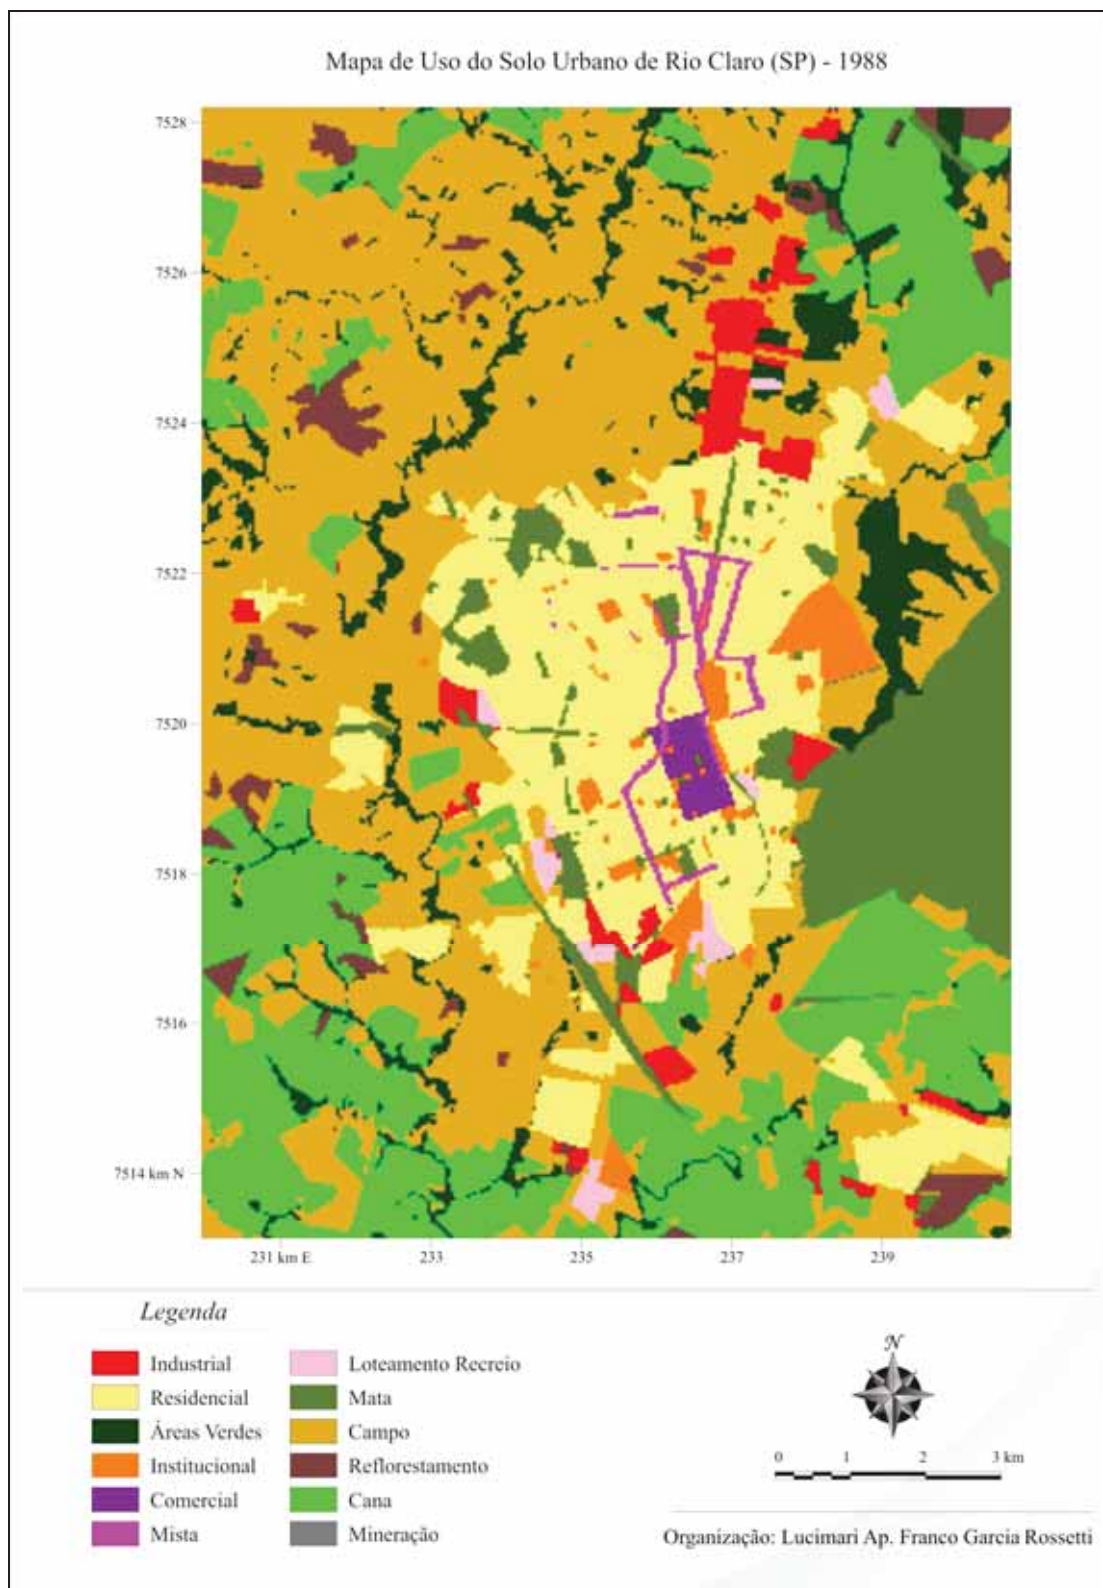 Mapa de Uso do Solo Urbano de Rio Claro (SP) - 1988
7528
7526
7524
7522
7520
7518
7516
7514 km N
231 km E
233
235
237
239
Legenda
Industrial
Residencial
Áreas Verdes
Institucional
Comercial
Mista
Loteamento Recreio
Mata
Campo
Reflorestamento
Cana
Mineração
N
0 1 2 3 km
Organização: Lucimari Ap. Franco Garcia Rossetti